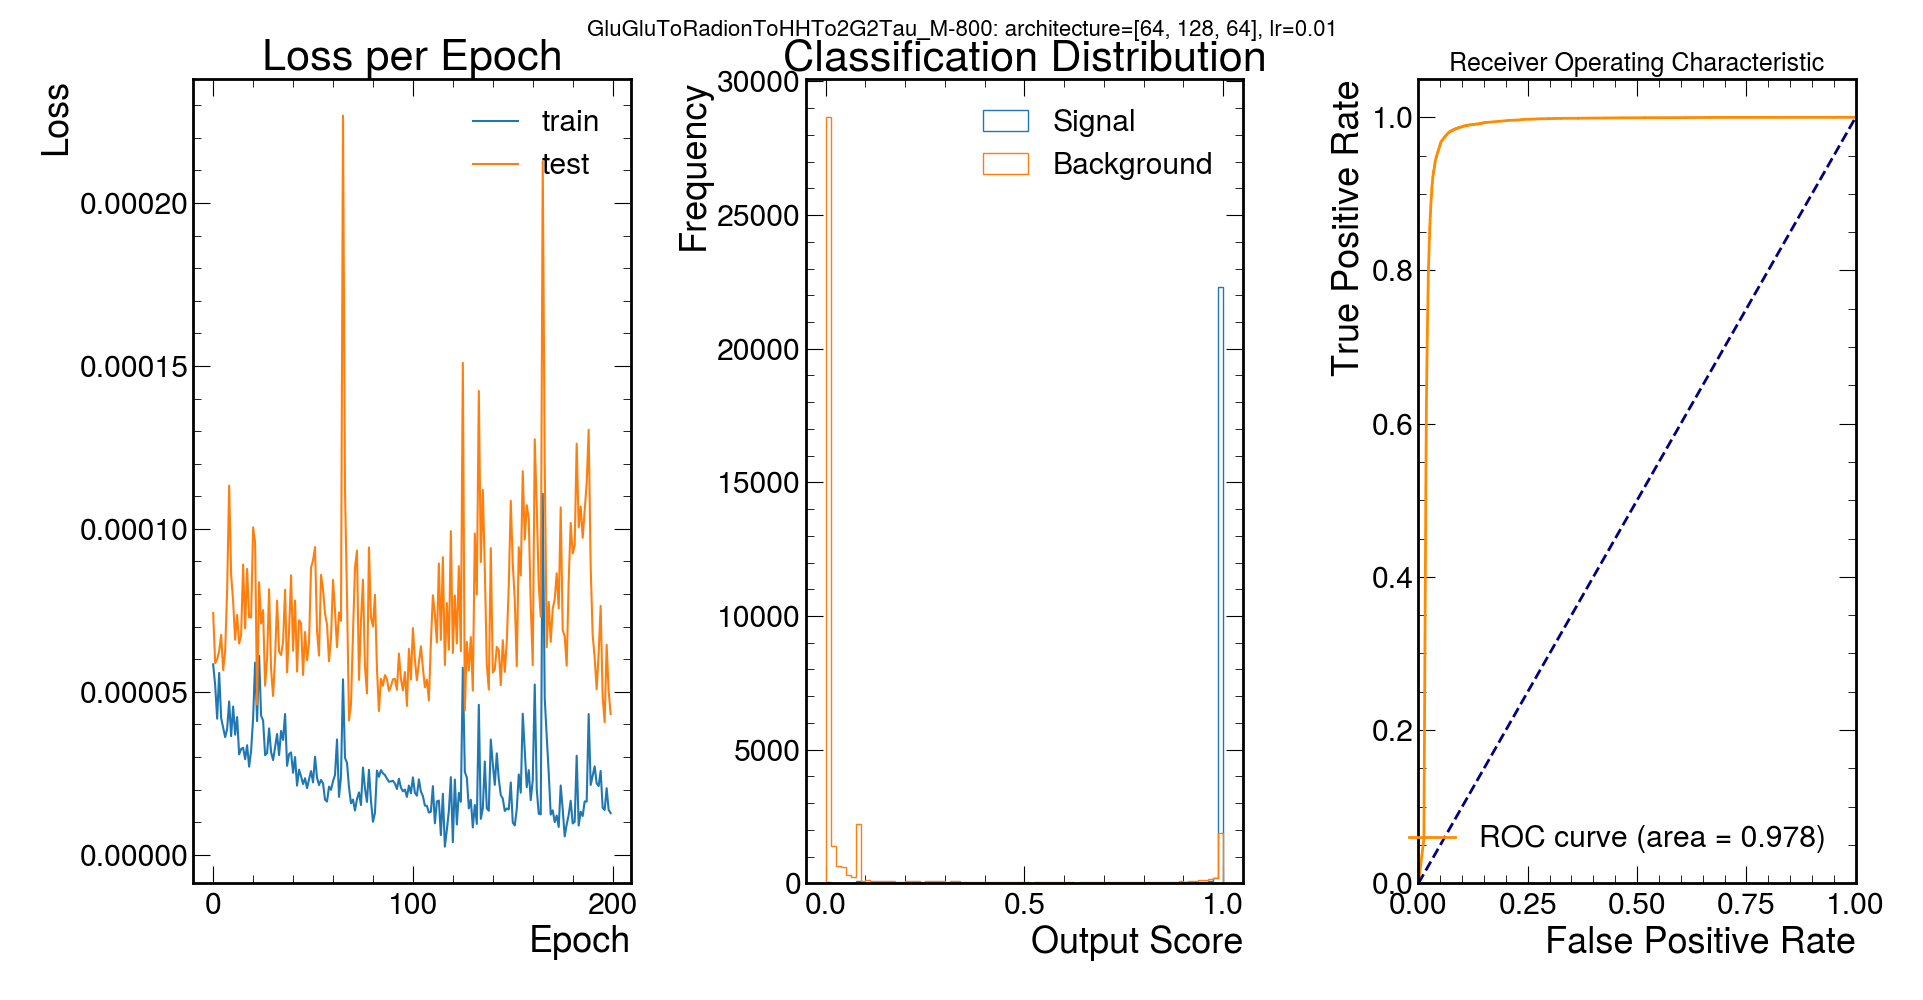 GluGluToRadionToHHTo2G2Tau_M-800: architecture=[64, 128, 64], lr=0.01
Loss per Epoch
Loss
train
test
0.00020
0.00015
0.00010
0.00005
0.00000
0
100
200
Epoch
Classification Distribution
Frequency
Signal
Background
30000
25000
20000
15000
10000
5000
0
0.0
0.5
1.0
Output Score
Receiver Operating Characteristic
True Positive Rate
1.0
0.8
0.6
0.4
0.2
0.0
ROC curve (area = 0.978)
0.00
0.25
0.50
0.75
1.00
False Positive Rate